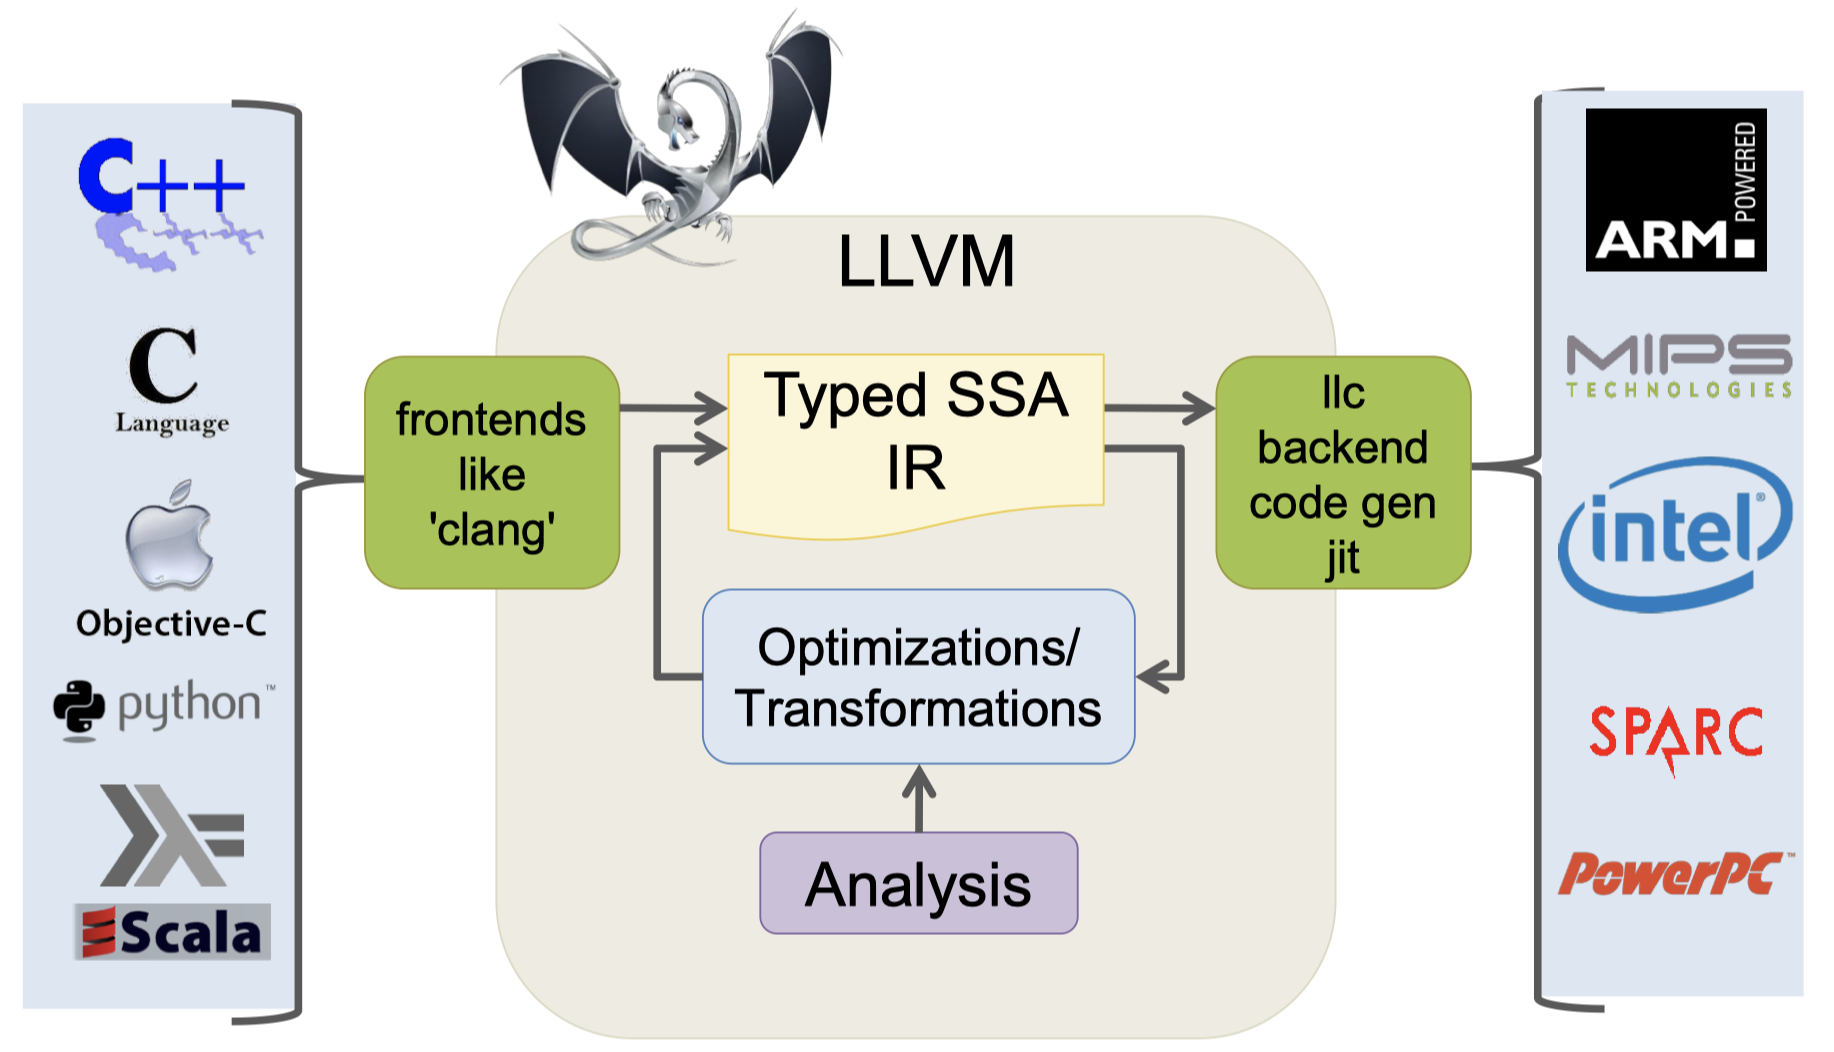 C++
C
Language
Objective-C
python™
Scala
LLVM
frontends
like
'clang'
Typed SSA
IR
Optimizations/
Transformations
Analysis
llc
backend
code gen
jit
ARM POWERED
MIPS
TECHNOLOGIES
intel®
SPARC
PowerPC™